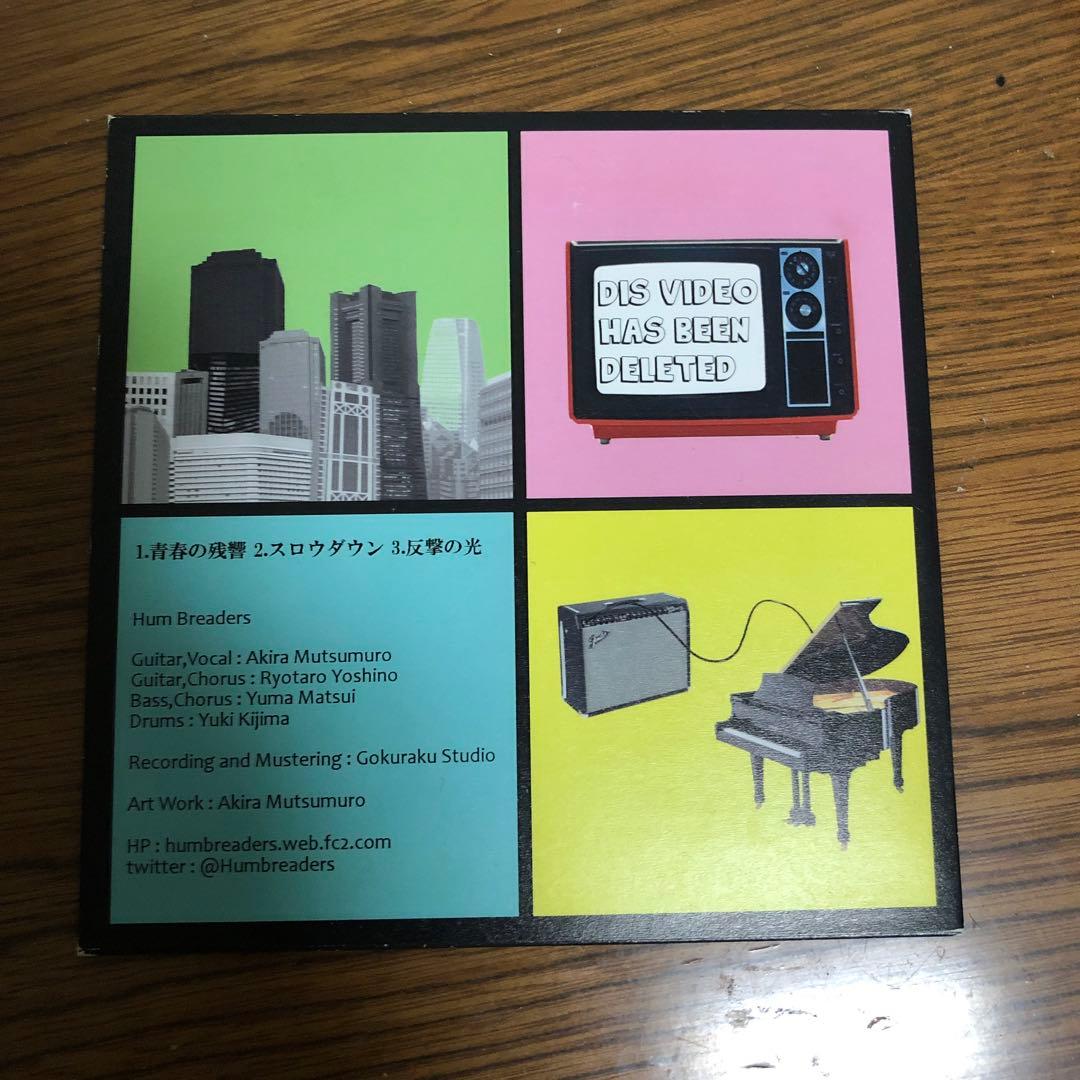 DIS VIDEO
HAS BEEN
DELETED
1.青春の残響 2.スロウダウン 3.反撃の光
Hum Breaders
Guitar,Vocal : Akira Mutsumuro
Guitar,Chorus : Ryotaro Yoshino
Bass,Chorus : Yuma Matsui
Drums : Yuki Kijima
Recording and Mustering : Gokuraku Studio
Art Work : Akira Mutsumuro
HP : humbreaders.web.fc2.com
twitter : @Humbreaders